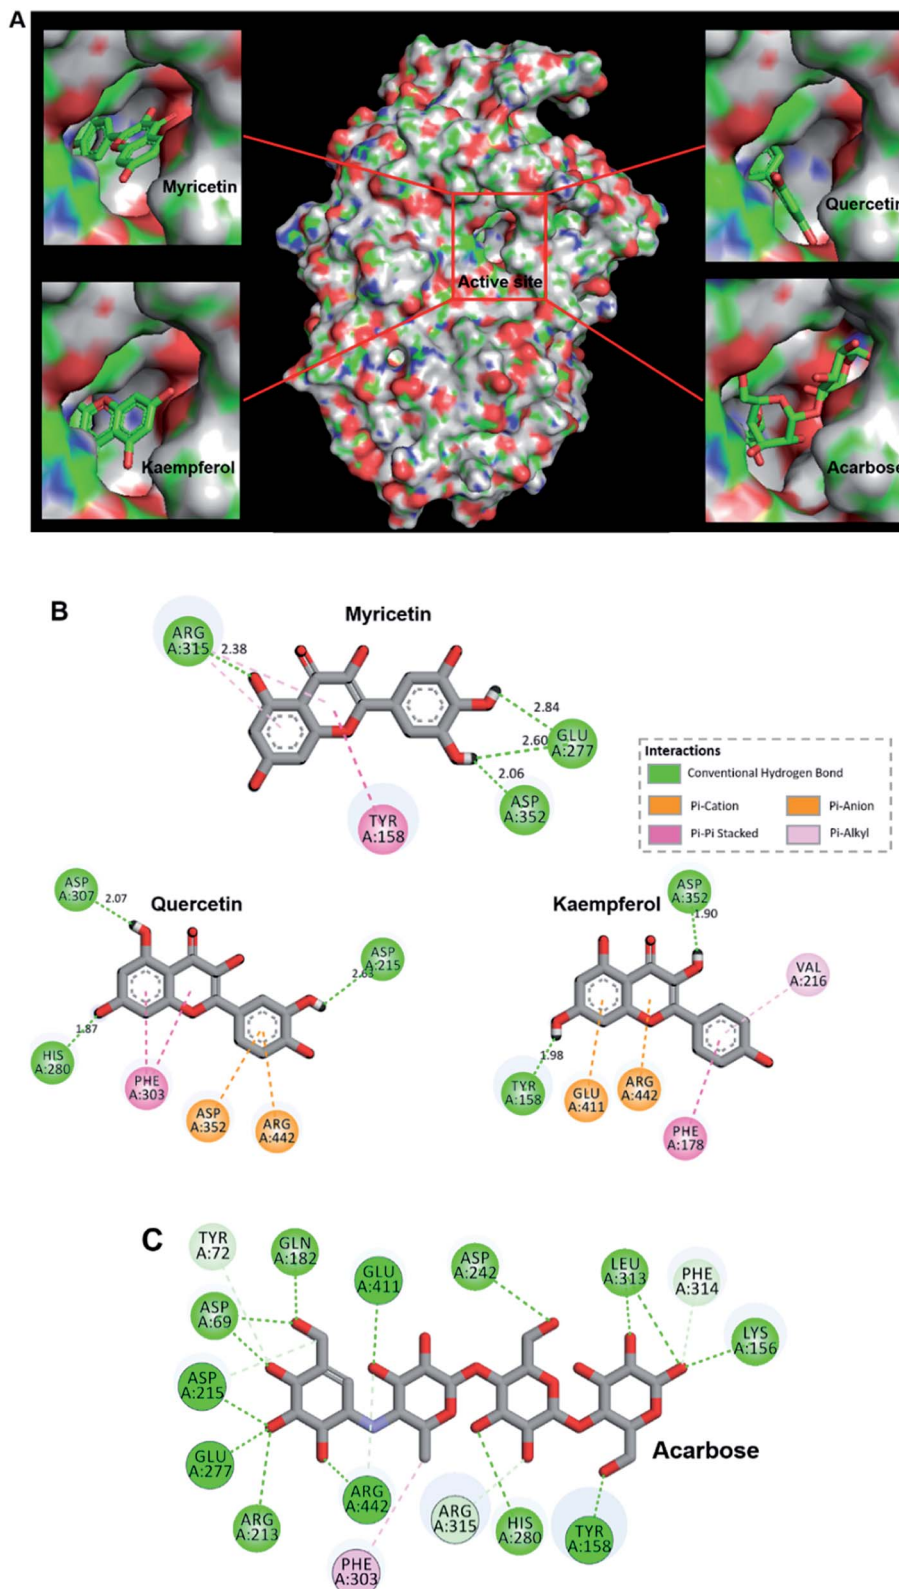 A
Myricetin
Quercetin
Active site
Kaempferol
Acarbose
B
Myricetin
ARG
A:315
2.38
2.84
2.60
GLU
A:277
2.06
ASP
A:352
TYR
A:158
Interactions
Conventional Hydrogen Bond
Pi-Cation
Pi-Anion
Pi-Pi Stacked
Pi-Alkyl
Quercetin
ASP
A:307
2.07
ASP
A:215
2.63
1.87
HIS
A:280
PHE
A:303
ASP
A:352
ARG
A:442
Kaempferol
ASP
A:352
1.90
VAL
A:216
1.98
TYR
A:158
GLU
A:411
ARG
A:442
PHE
A:178
C
TYR
A:72
GLN
A:182
GLU
A:411
ASP
A:242
LEU
A:313
PHE
A:314
ASP
A:69
LYS
A:156
ASP
A:215
Acarbose
GLU
A:277
ARG
A:213
ARG
A:442
ARG
A:315
HIS
A:280
TYR
A:158
PHE
A:303